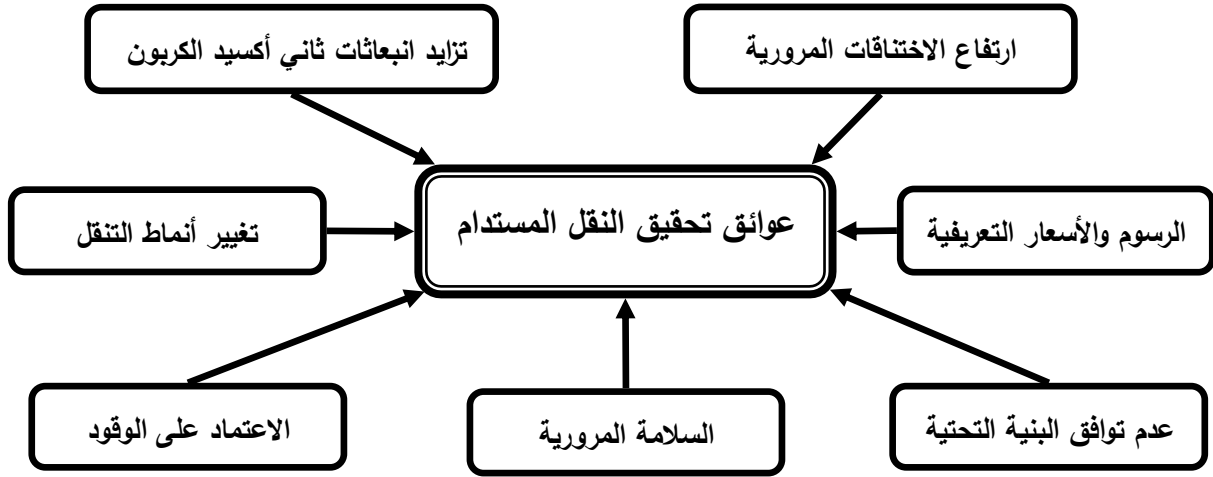 ارتفاع الاختناقات المرورية
تزايد انبعاثات ثاني أكسيد الكربون
عوائق تحقيق النقل المستدام
الرسوم والأسعار التعريفية
تغيير أنماط التنقل
عدم توافق البنية التحتية
السلامة المرورية
الاعتماد على الوقود